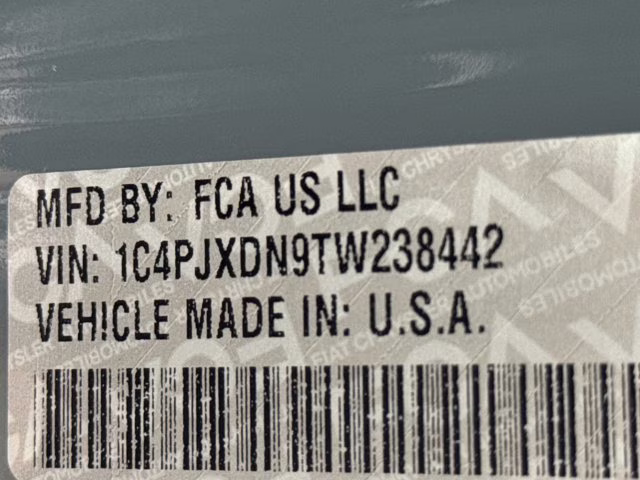 MFD BY: FCA US LLC
VIN: 1C4PJXDN9TW238442
VEHICLE MADE IN: U.S.A.